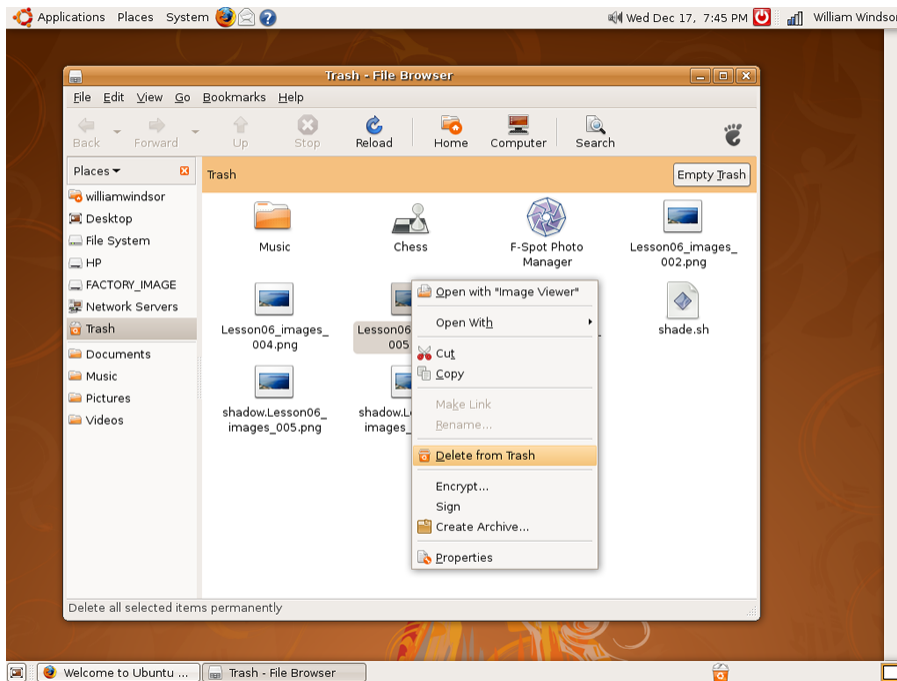 Applications Places System Wed Dec 17, 7:45 PM William Windsor
Trash - File Browser
File Edit View Go Bookmarks Help
Back Forward Up Stop Reload Home Computer Search
Places
Trash
Empty Trash
williamwindsor
Desktop
File System
HP
FACTORY_IMAGE
Network Servers
Trash
Documents
Music
Pictures
Videos
Music
Chess
F-Spot Photo
Manager
Lesson06_images_
002.png
Lesson06_images_
004.png
Lesson06
005
shade.sh
shadow.Lesson06_
images_005.png
shadow.L
images_
Open with "Image Viewer"
Open With
Cut
Copy
Make Link
Rename...
Delete from Trash
Encrypt...
Sign
Create Archive...
Properties
Delete all selected items permanently
Welcome to Ubuntu ... Trash - File Browser